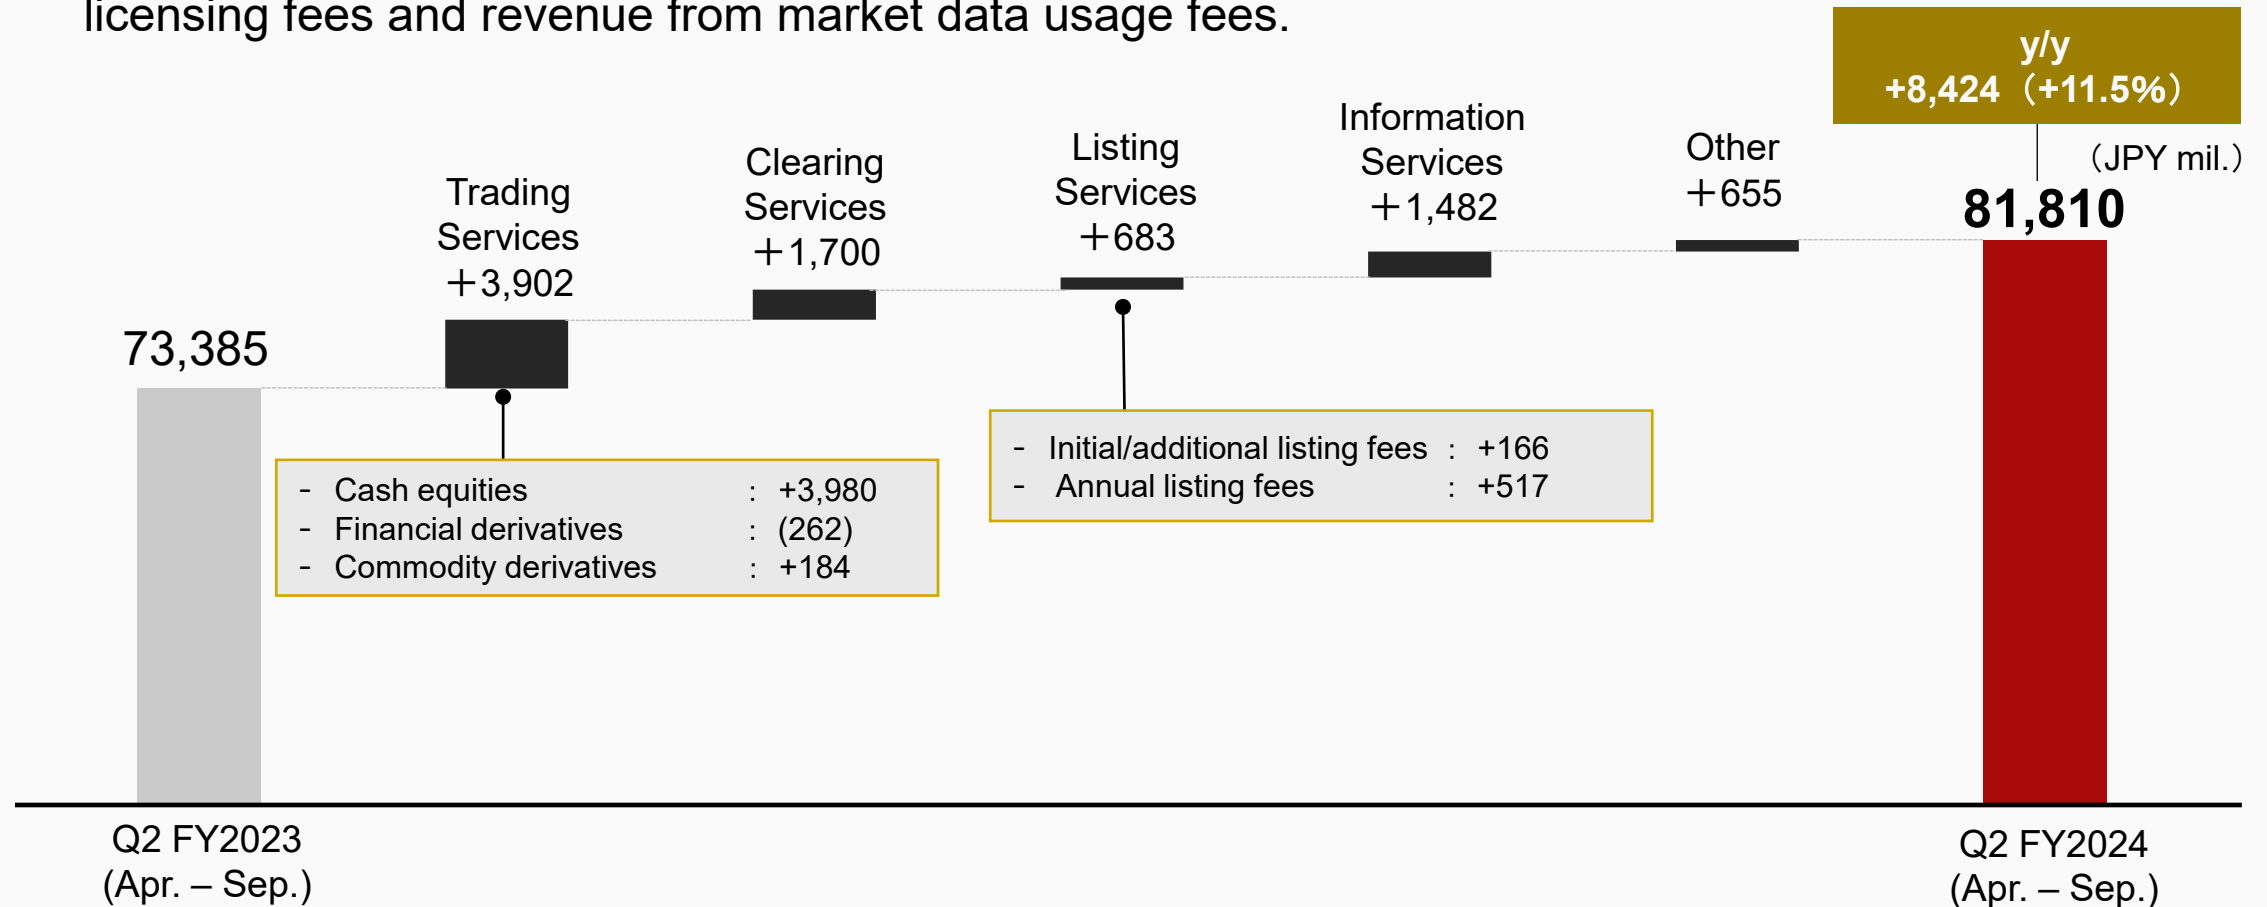 licensing fees and revenue from market data usage fees.
y/y
+8,424（+11.5%）
（JPY mil.）
73,385
Trading
Services
＋3,902
Clearing
Services
＋1,700
Listing
Services
＋683
Information
Services
＋1,482
Other
＋655
81,810
- Cash equities : +3,980
- Financial derivatives : (262)
- Commodity derivatives : +184
- Initial/additional listing fees : +166
- Annual listing fees : +517
Q2 FY2023
(Apr. – Sep.)
Q2 FY2024
(Apr. – Sep.)